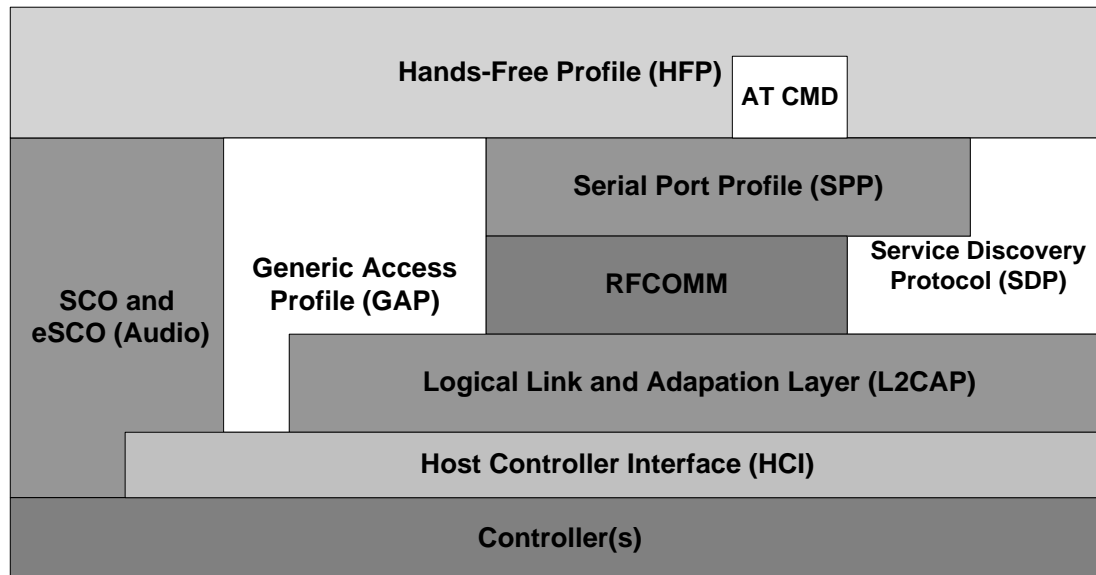 Hands-Free Profile (HFP)
AT CMD
Serial Port Profile (SPP)
Generic Access
Profile (GAP)
RFCOMM
Service Discovery
Protocol (SDP)
SCO and
eSCO (Audio)
Logical Link and Adapation Layer (L2CAP)
Host Controller Interface (HCI)
Controller(s)